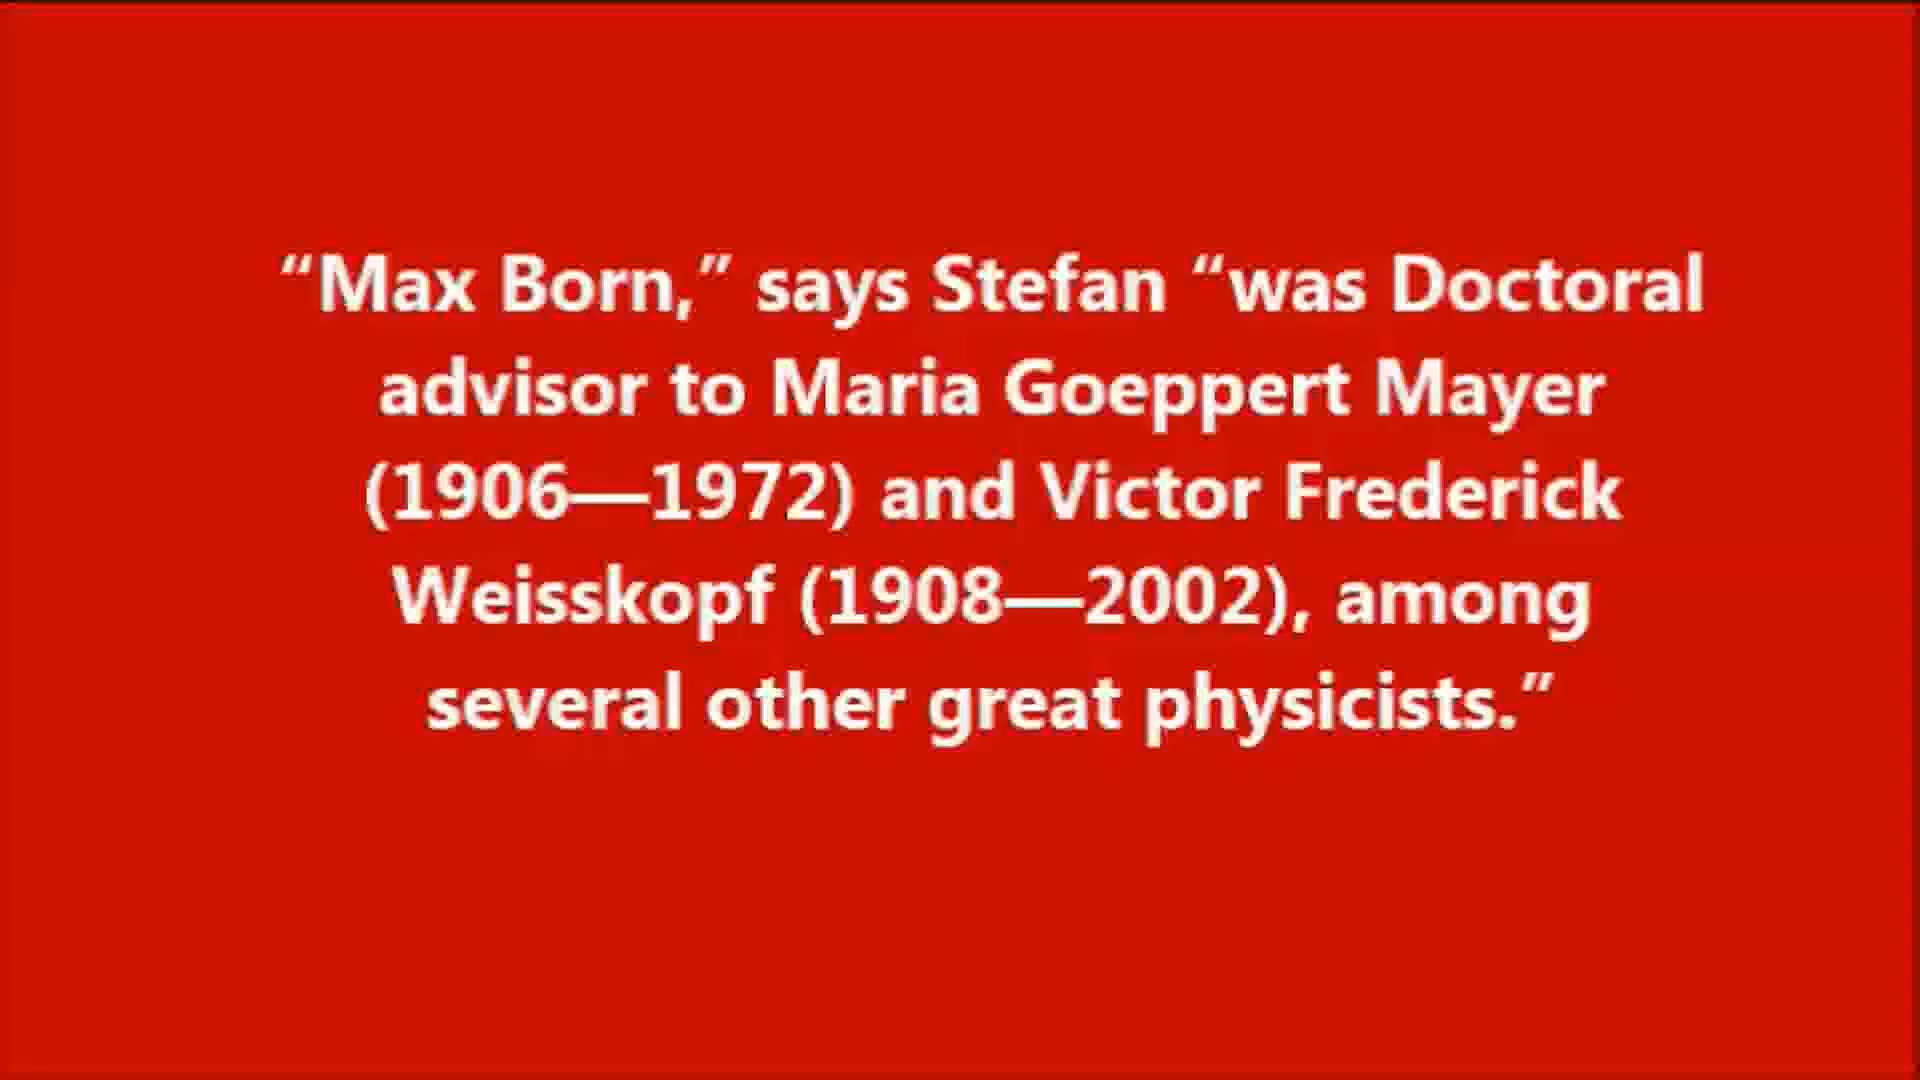 “Max Born,” says Stefan “was Doctoral
advisor to Maria Goeppert Mayer
(1906—1972) and Victor Frederick
Weisskopf (1908—2002), among
several other great physicists.”